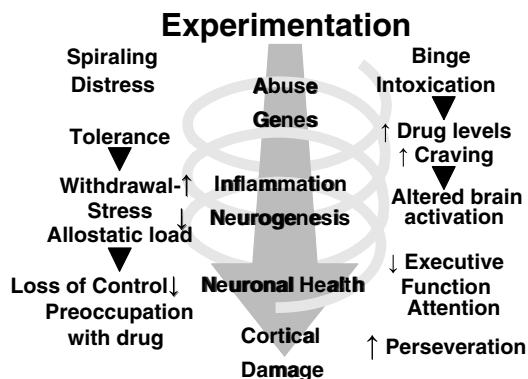 Experimentation
Spiraling
Distress
Tolerance
Withdrawal-↑
Stress
Allostatic load ↓
Loss of Control↓
Preoccupation
with drug
Abuse
Genes
Inflammation
Neurogenesis
Neuronal Health
Cortical
Damage
Binge
Intoxication
↑ Drug levels
↑ Craving
Altered brain
activation
↓ Executive
Function
Attention
↑ Perseveration